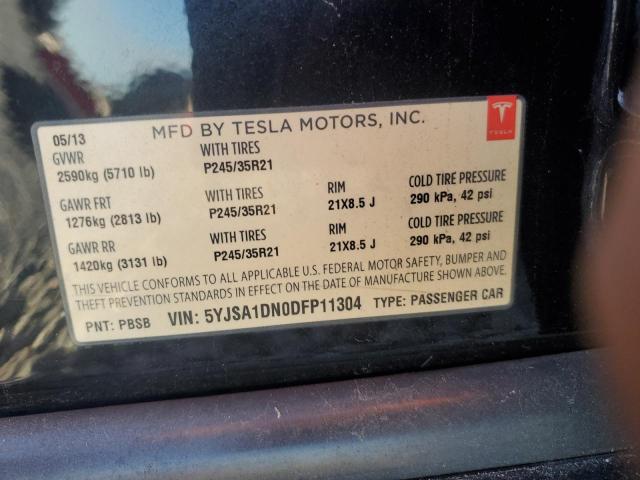 05/13 MFD BY TESLA MOTORS, INC.
TESLA
GVWR WITH TIRES
2590kg (5710 lb) P245/35R21
GAWR FRT WITH TIRES RIM COLD TIRE PRESSURE
1276kg (2813 lb) P245/35R21 21X8.5 J 290 kPa, 42 psi
GAWR RR WITH TIRES RIM COLD TIRE PRESSURE
1420kg (3131 lb) P245/35R21 21X8.5 J 290 kPa, 42 psi
THIS VEHICLE CONFORMS TO ALL APPLICABLE U.S. FEDERAL MOTOR SAFETY, BUMPER AND
THEFT PREVENTION STANDARDS IN EFFECT ON THE DATE OF MANUFACTURE SHOWN ABOVE.
PNT: PBSB VIN: 5YJSA1DN0DFP11304 TYPE: PASSENGER CAR